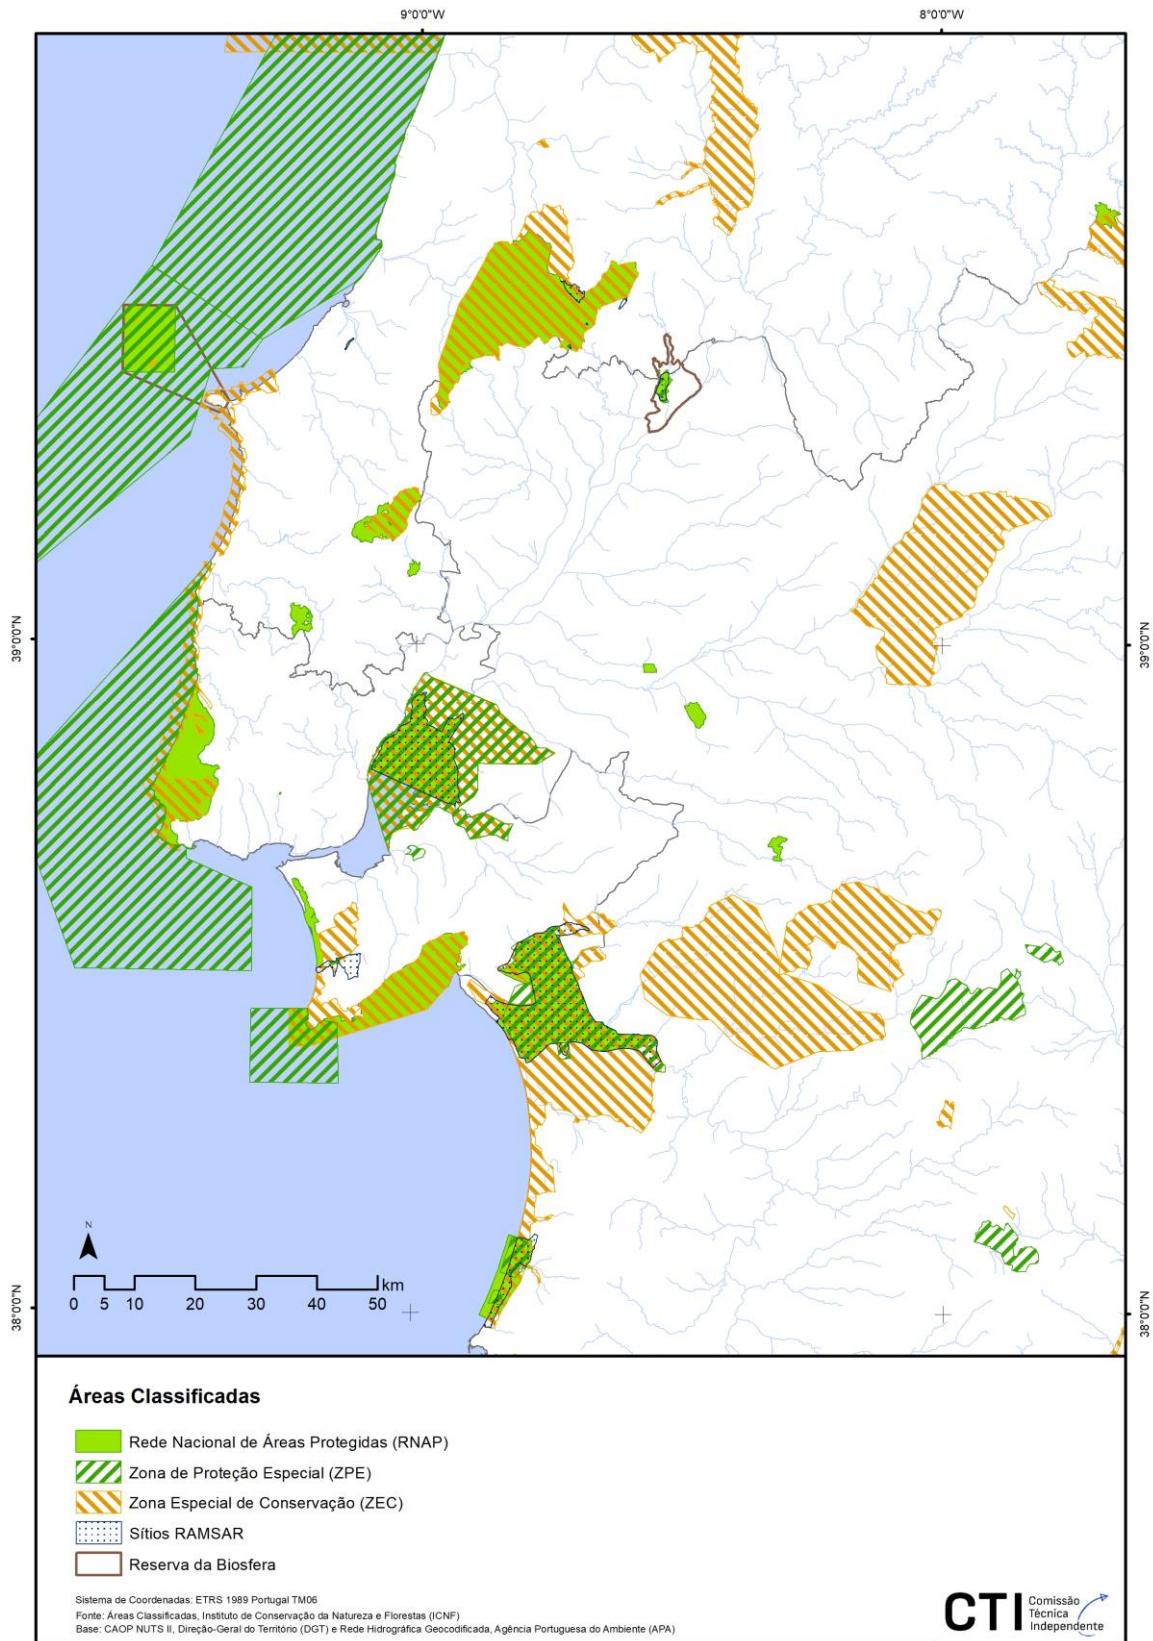 9°0'0"W 8°0'0"W
39°0'0"N 39°0'0"N
N
km
0 5 10 20 30 40 50
38°0'0"N 38°0'0"N
Áreas Classificadas
Rede Nacional de Áreas Protegidas (RNAP)
Zona de Proteção Especial (ZPE)
Zona Especial de Conservação (ZEC)
Sítios RAMSAR
Reserva da Biosfera
Sistema de Coordenadas: ETRS 1989 Portugal TM06
Fonte: Áreas Classificadas, Instituto de Conservação da Natureza e Florestas (ICNF)
Base: CAOP NUTS II, Direção-Geral do Território (DGT) e Rede Hidrográfica Geocodificada, Agência Portuguesa do Ambiente (APA)
CTI
Comissão
Técnica
Independente